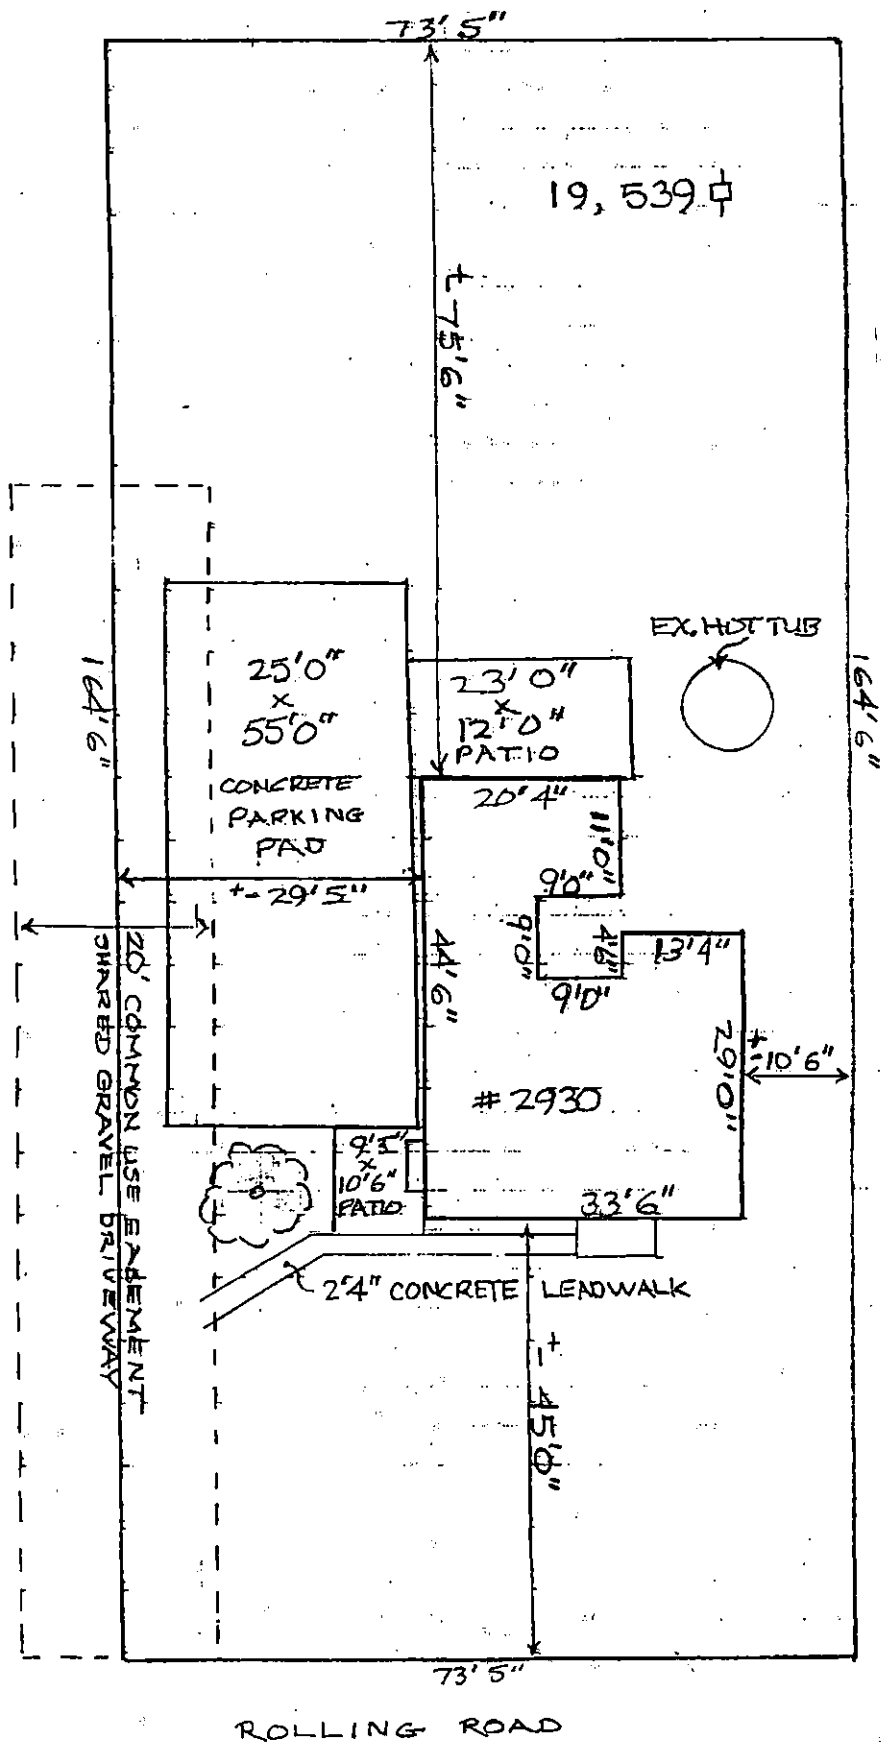 73'5"
19,539
± 75'6"
EX. HOT TUB
164'6"
164'6"
25'0"
x
55'0"
CONCRETE
PARKING
PAD
23'0"
x
12'0"
PATIO
20'4"
11'0"
+- 29'5"
9'0"
9'0"
4'6"
13'4"
9'0"
44'6"
20' COMMON USE EASEMENT
SHARED GRAVEL DRIVEWAY
29'0"
+- 10'6"
# 2930
x
10'6"
PATIO
33'6"
2'4" CONCRETE LEADWALK
+- 45'0"
73'5"
ROLLING ROAD